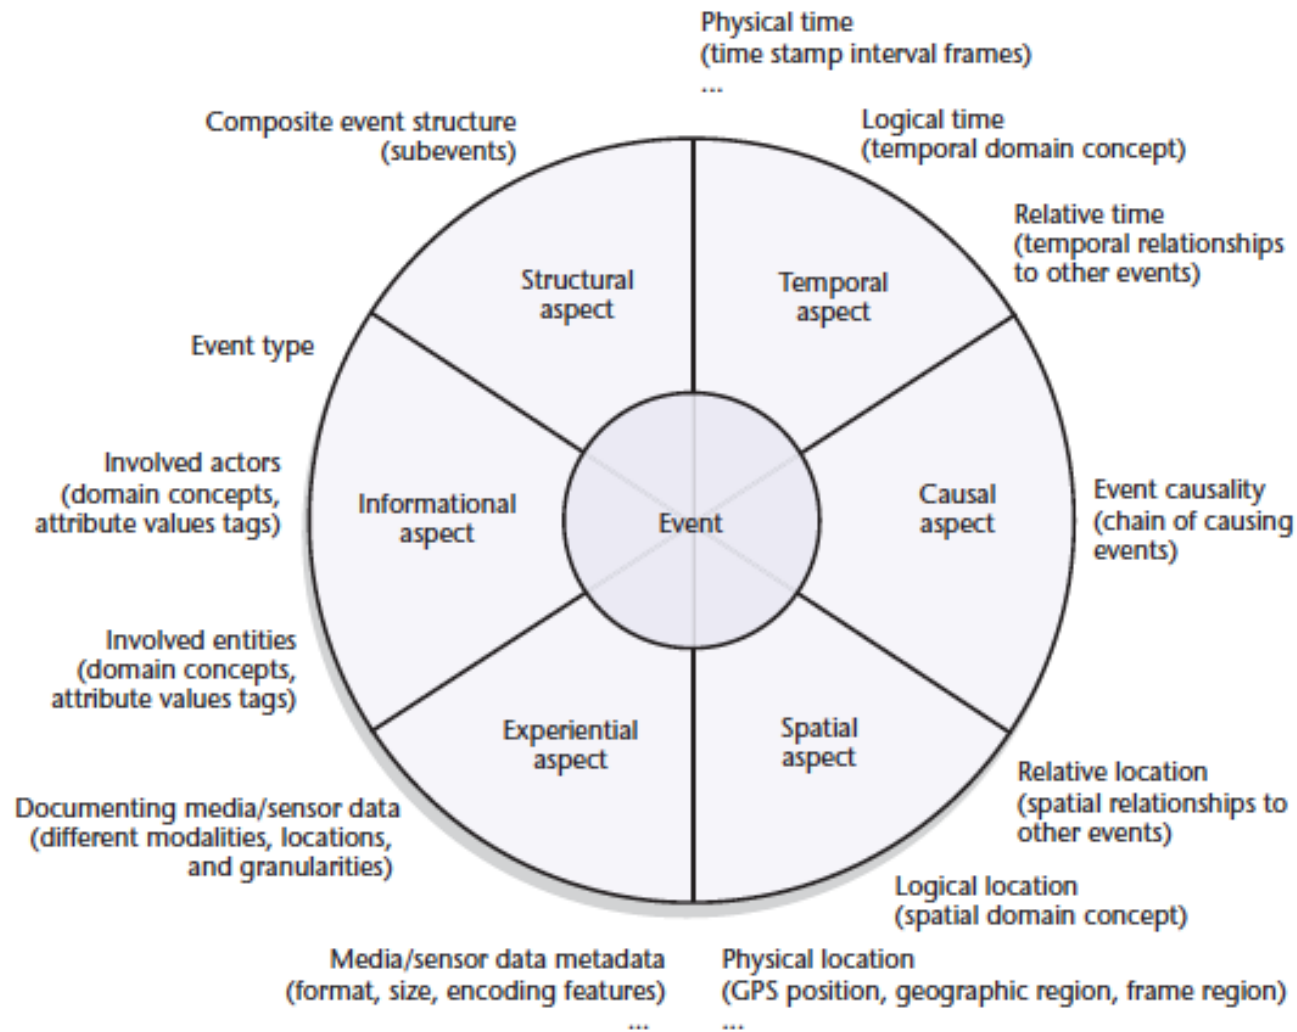 Physical time
(time stamp interval frames)
...
Logical time
(temporal domain concept)
Relative time
(temporal relationships
to other events)
Composite event structure
(subevents)
Structural
aspect
Temporal
aspect
Event type
Involved actors
(domain concepts,
attribute values tags)
Informational
aspect
Event
Causal
aspect
Event causality
(chain of causing
events)
Involved entities
(domain concepts,
attribute values tags)
Experiential
aspect
Spatial
aspect
Relative location
(spatial relationships to
other events)
Documenting media/sensor data
(different modalities, locations,
and granularities)
Logical location
(spatial domain concept)
Media/sensor data metadata
(format, size, encoding features)
...
Physical location
(GPS position, geographic region, frame region)
...